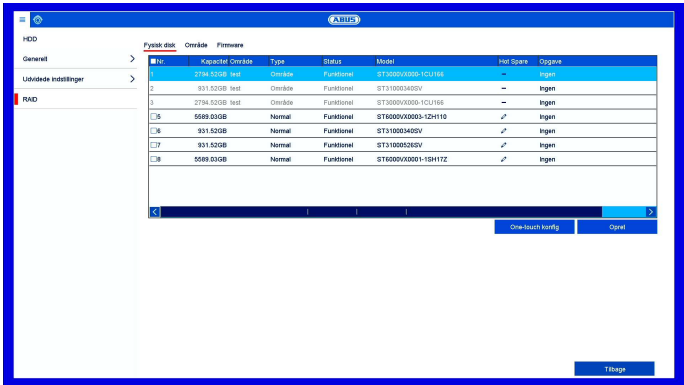 ABUS
HDD
Generelt
Udvidede indstillinger
RAID
Fysisk disk Område Firmware
Nr. Kapacitet Område Type Status Model Hot Spare Opgave
1 2794.52GB test Område Funktionel ST3000VX000-1CU166 – Ingen
2 931.52GB test Område Funktionel ST31000340SV – Ingen
3 2794.52GB test Område Funktionel ST3000VX000-1CU166 – Ingen
5 5589.03GB Normal Funktionel ST6000VX0003-1ZH110 Ingen
6 931.52GB Normal Funktionel ST31000340SV Ingen
7 931.52GB Normal Funktionel ST31000526SV Ingen
8 5589.03GB Normal Funktionel ST6000VX0001-1SH17Z Ingen
One-touch konfig Opret
Tilbage